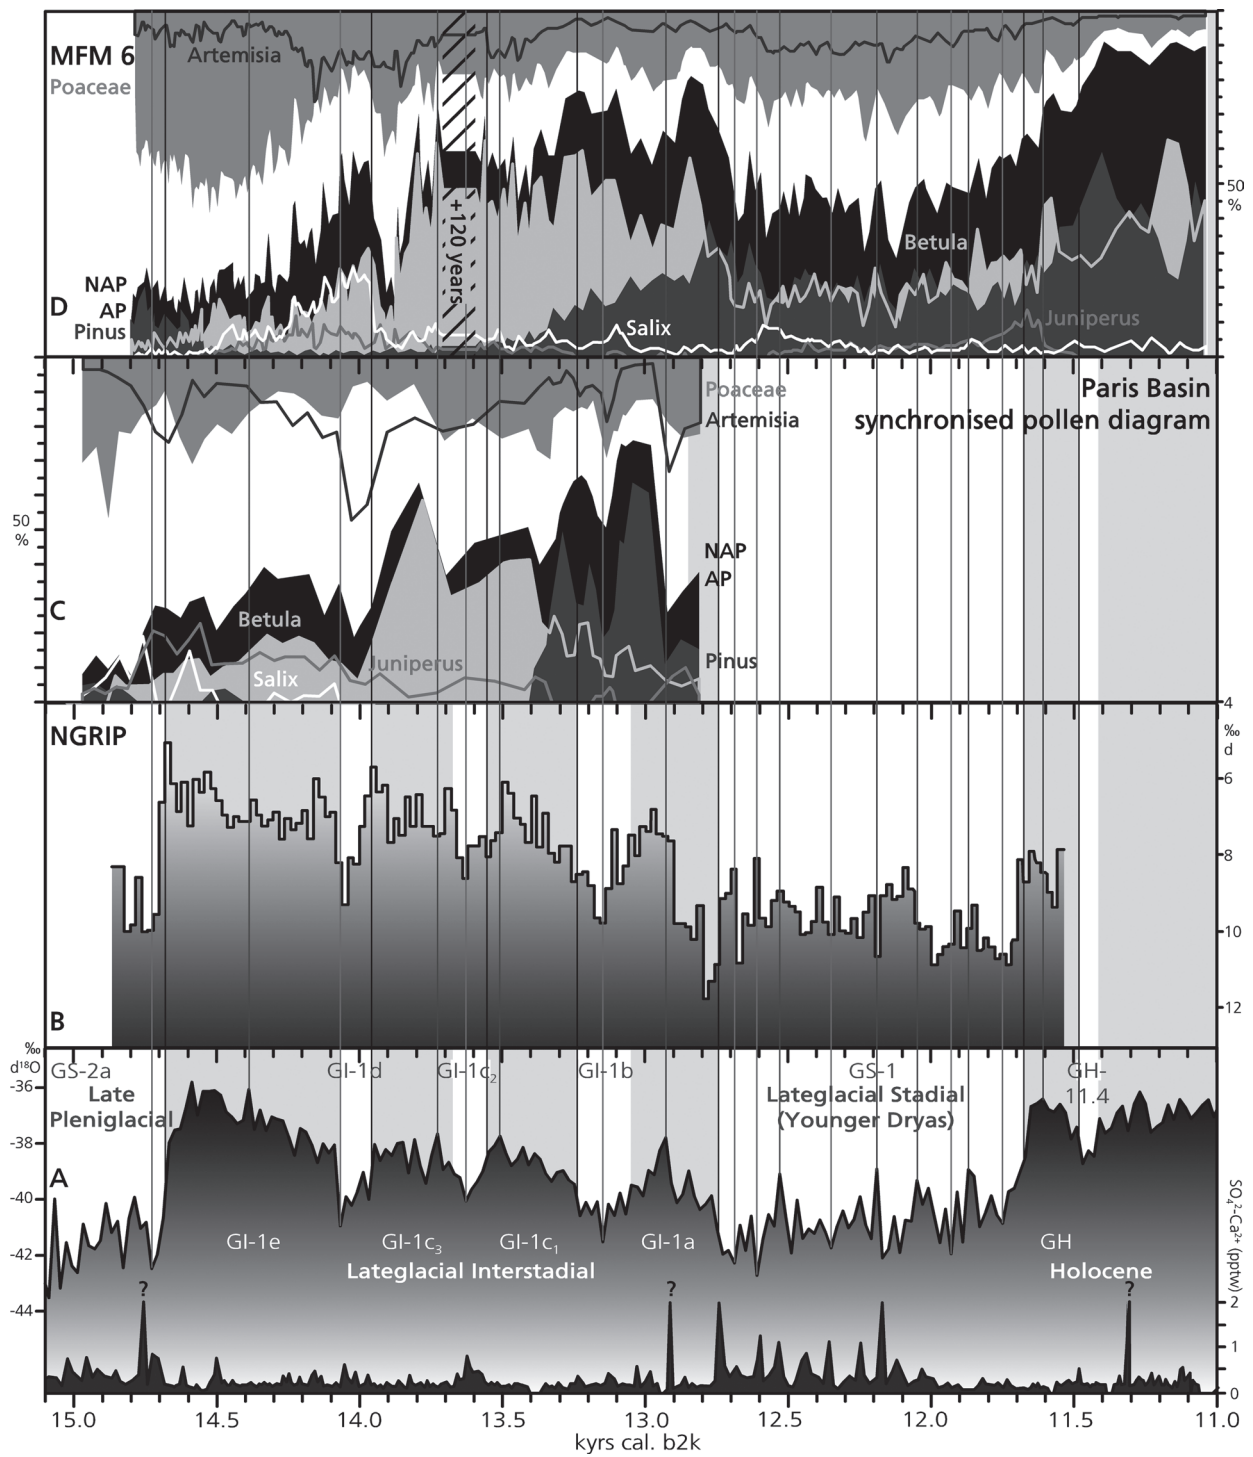 MFM 6
Artemisia
Poaceae
50
%
+120 years
Betula
NAP
AP
D
Pinus
Salix
Juniperus
Poaceae
Paris Basin
Artemisia
synchronised pollen diagram
50
%
NAP
AP
C
Betula
Juniperus
Pinus
Salix
4
NGRIP
‰
d
6
8
10
12
B
‰
d¹⁸O
GS-2a
GI-1d
GI-1c₂
GI-1b
GS-1
GH-
11.4
-36
Late
Pleniglacial
Lateglacial Stadial
(Younger Dryas)
-38
A
-40
SO₄²-Ca²⁺ (pptw)
GI-1e
GI-1c₃
GI-1c₁
GI-1a
GH
-42
Lateglacial Interstadial
Holocene
? ? ?
-44
2
1
0
15.0 14.5 14.0 13.5 13.0 12.5 12.0 11.5 11.0
kyrs cal. b2k